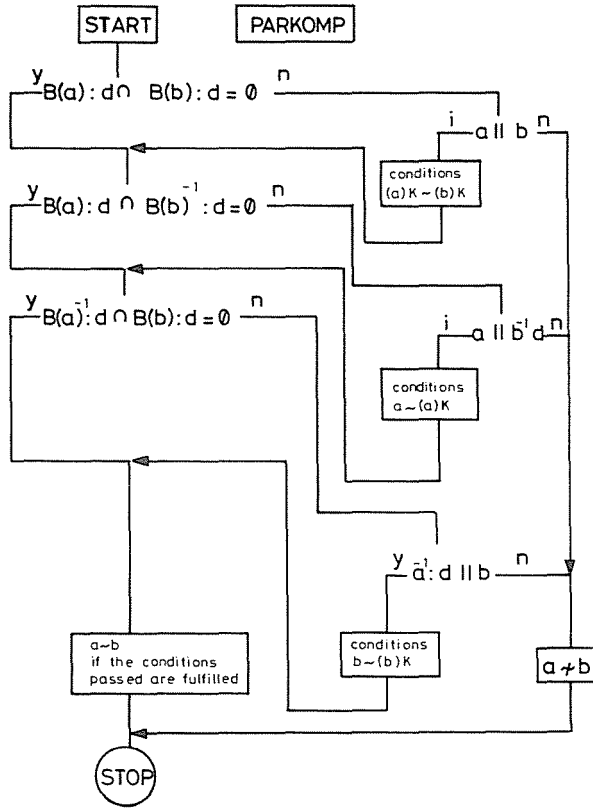 START
PARKOMP
y B(a):d∩ B(b):d=∅ n
i a||b n
conditions
(a)K~(b)K
y B(a):d∩ B(b)⁻¹:d=∅ n
y B(a)⁻¹:d∩B(b):d=∅ n
i a||b⁻¹d n
conditions
a~(a)K
y a⁻¹:d||b n
conditions
b~(b)K
a~b
if the conditions
passed are fulfilled
a≁b
STOP